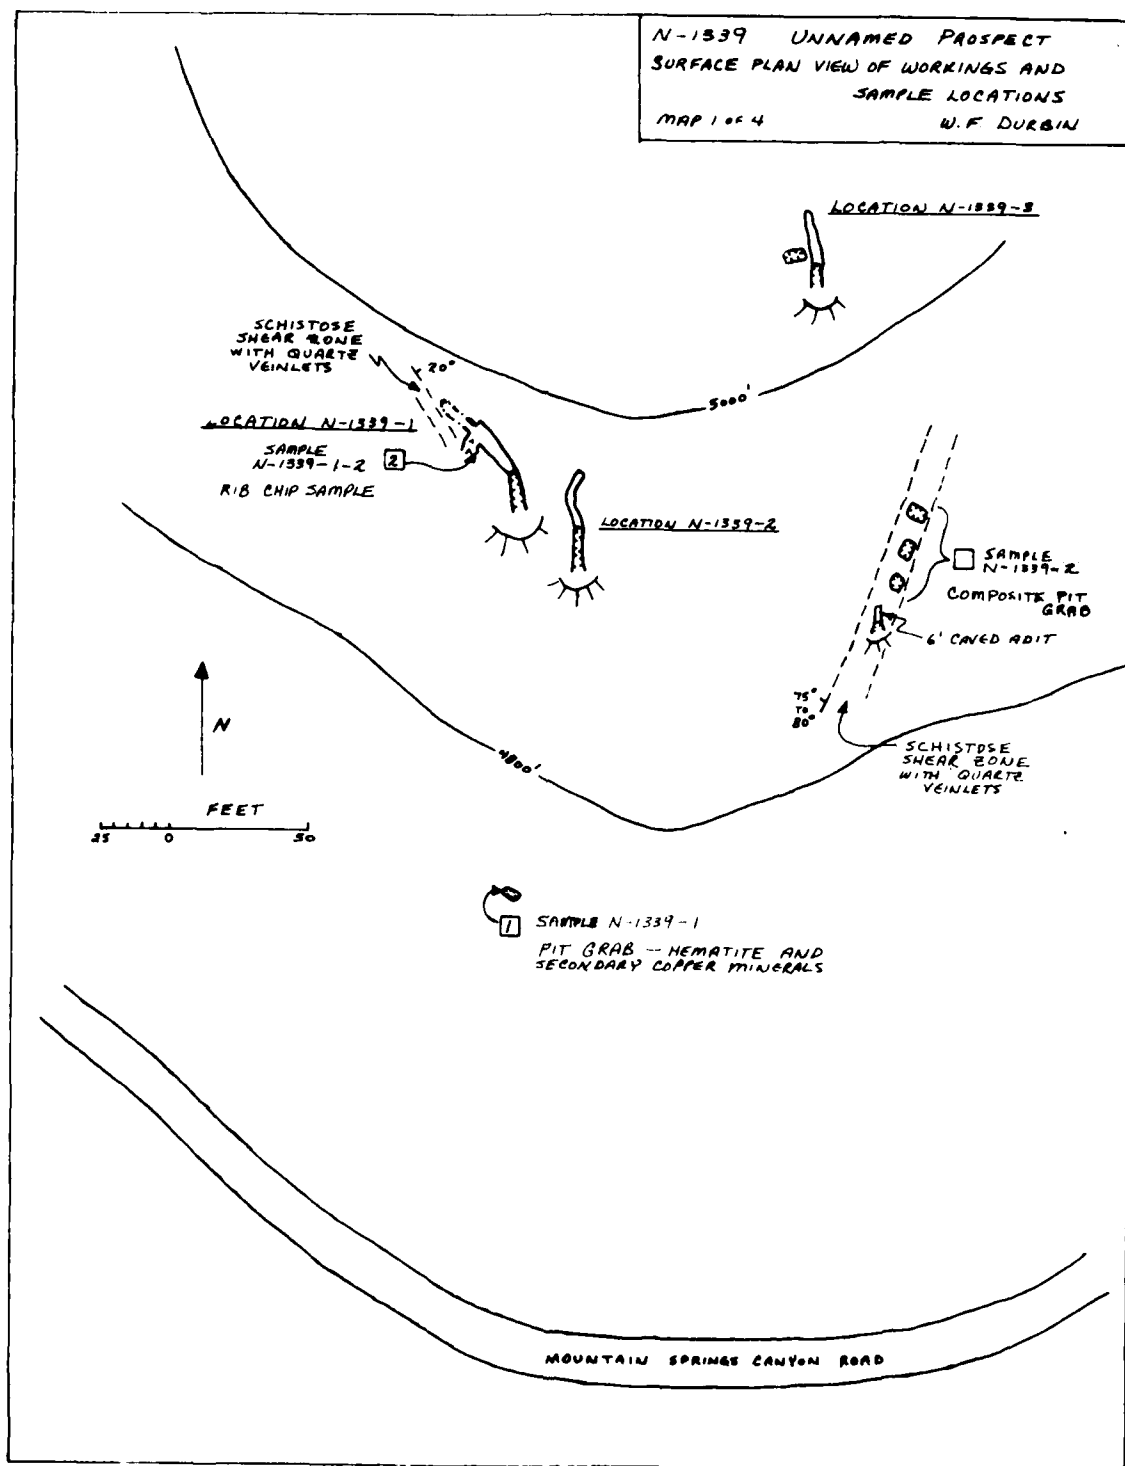 N-1339 UNNAMED PROSPECT
SURFACE PLAN VIEW OF WORKINGS AND
SAMPLE LOCATIONS
MAP 1 OF 4 W.F DURBIN
LOCATION N-1339-3
SCHISTOSE
SHEAR ZONE
WITH QUARTZ
VEINLETS
20°
5000'
LOCATION N-1339-1
SAMPLE
N-1339-1-2 2
RIB CHIP SAMPLE
LOCATION N-1339-2
SAMPLE
N-1339-2
COMPOSITE PIT
GRAB
6' CAVED ADIT
75°
TO
80°
SCHISTOSE
SHEAR ZONE
WITH QUARTZ
VEINLETS
N
4800'
FEET
25 0 50
1 SAMPLE N-1339-1
PIT GRAB -- HEMATITE AND
SECONDARY COPPER MINERALS
MOUNTAIN SPRINGS CANYON ROAD